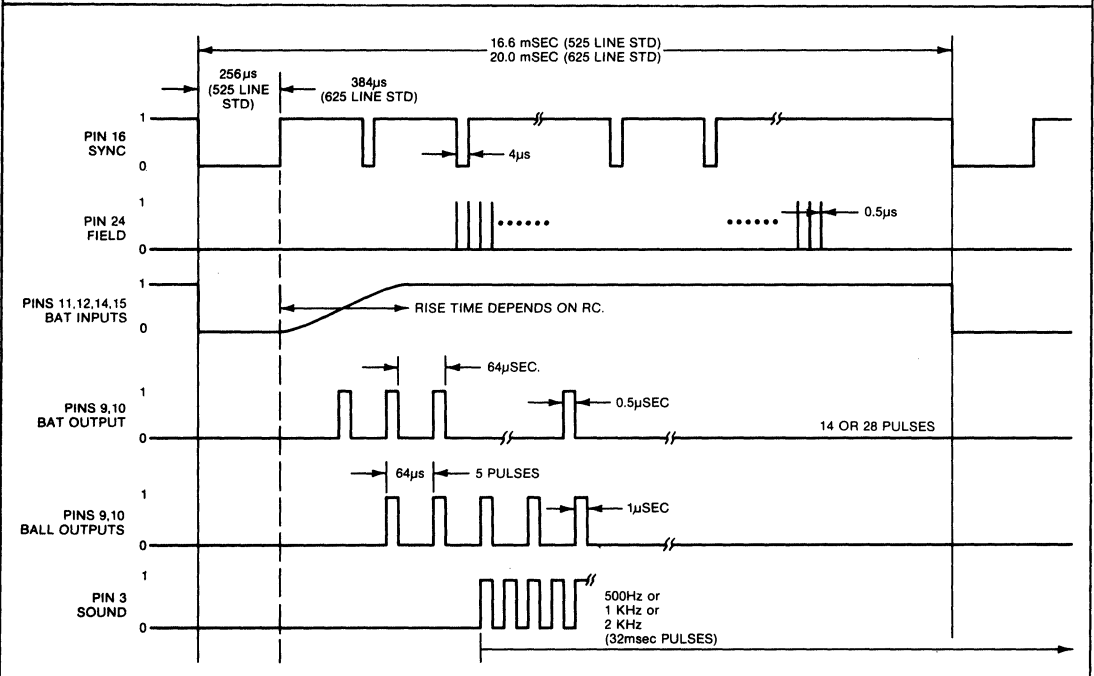 16.6 mSEC (525 LINE STD)
20.0 mSEC (625 LINE STD)
256µs
(525 LINE
STD)
384µs
(625 LINE STD)
1
PIN 16
SYNC
0
4µs
1
PIN 24
FIELD
0
0.5µs
1
PINS 11,12,14,15
BAT INPUTS
0
RISE TIME DEPENDS ON RC.
64µSEC.
1
PINS 9,10
BAT OUTPUT
0
0.5µSEC
14 OR 28 PULSES
64µs
5 PULSES
1
PINS 9,10
BALL OUTPUTS
0
1µSEC
1
PIN 3
SOUND
0
500Hz or
1 KHz or
2 KHz
(32msec PULSES)